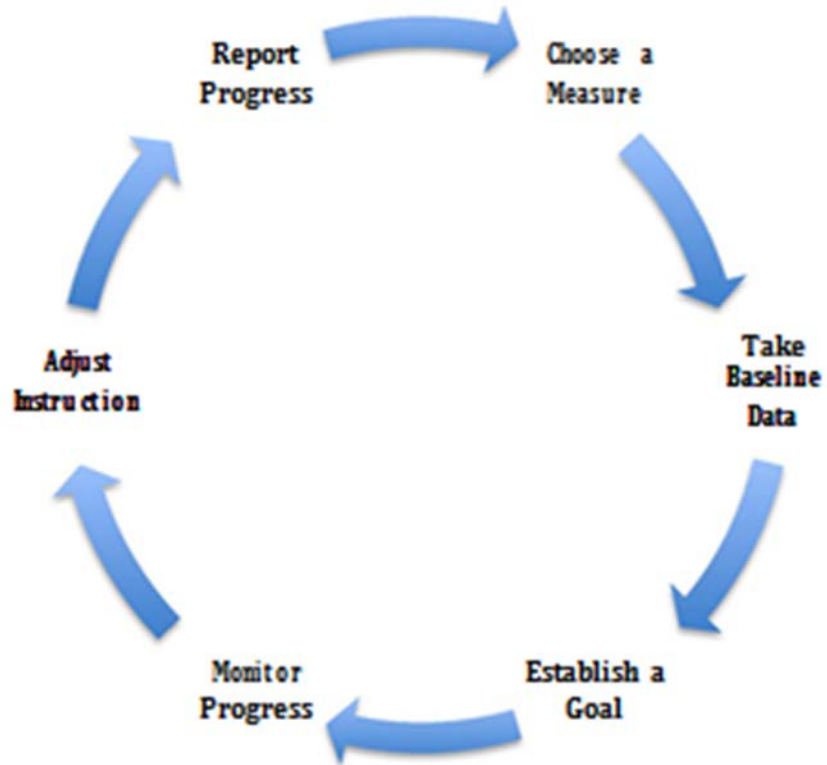 Report
Progress
Choose a
Measure
Take
Baseline
Data
Establish a
Goal
Monitor
Progress
Adjust
Instruction